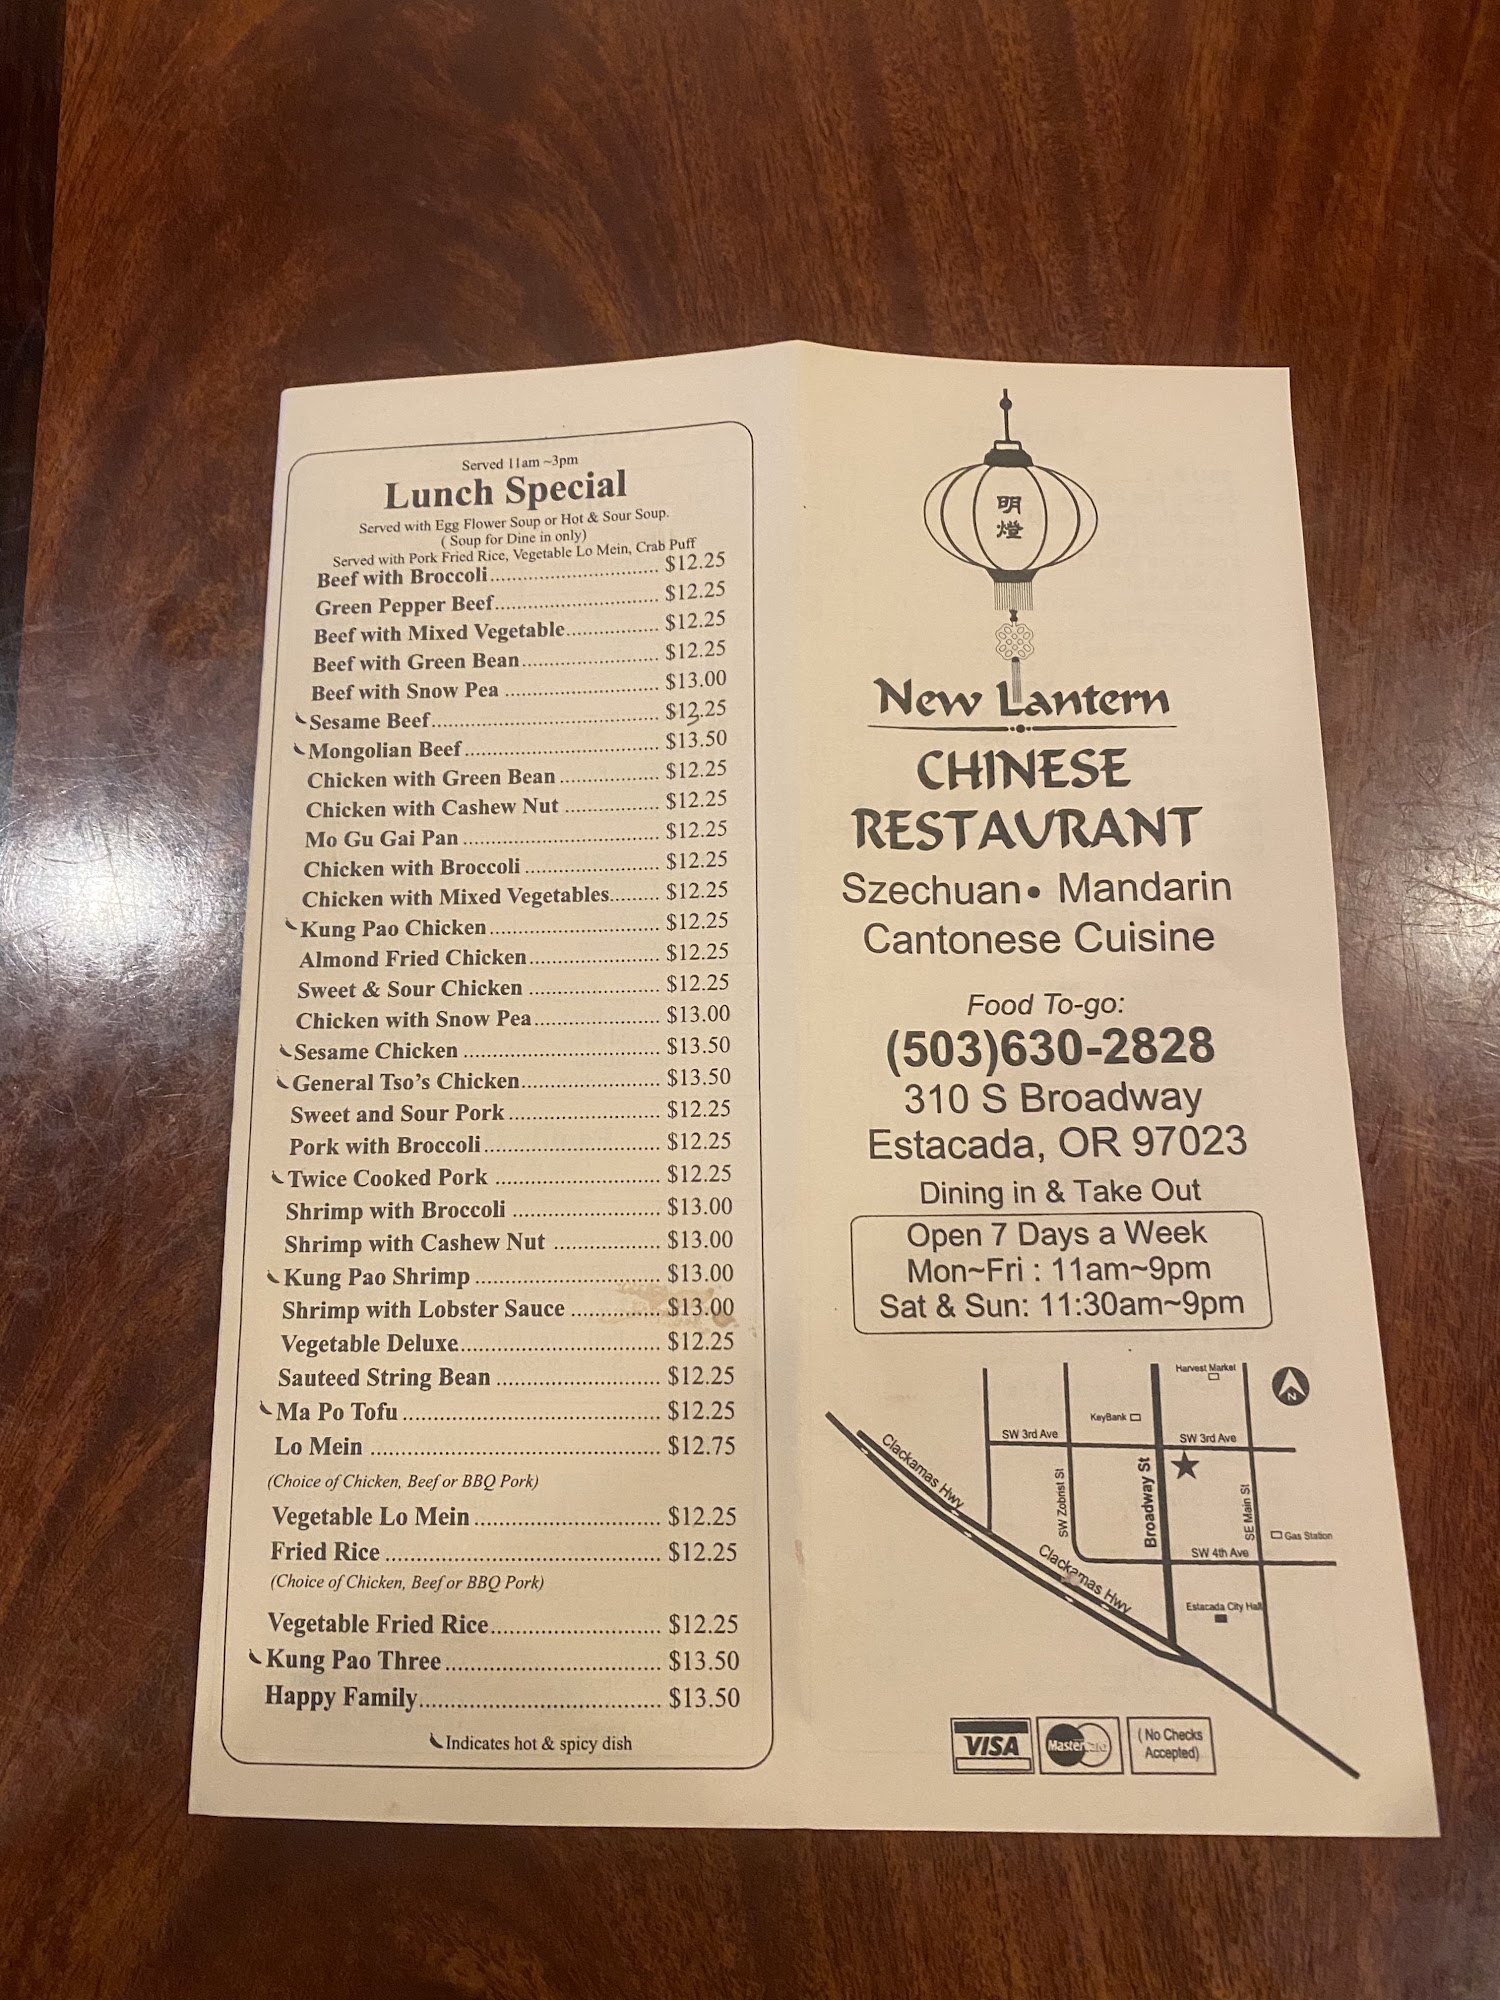 Served 11am ~3pm
Lunch Special
Served with Egg Flower Soup or Hot & Sour Soup.
( Soup for Dine in only)
Served with Pork Fried Rice, Vegetable Lo Mein, Crab Puff
Beef with Broccoli.................................. $12.25
Green Pepper Beef................................. $12.25
Beef with Mixed Vegetable................... $12.25
Beef with Green Bean........................... $12.25
Beef with Snow Pea ............................... $13.00
Sesame Beef............................................. $13.25
Mongolian Beef....................................... $13.50
Chicken with Green Bean.................... $12.25
Chicken with Cashew Nut ................... $12.25
Mo Gu Gai Pan....................................... $12.25
Chicken with Broccoli........................... $12.25
Chicken with Mixed Vegetables......... $12.25
Kung Pao Chicken.................................. $12.25
Almond Fried Chicken.......................... $12.25
Sweet & Sour Chicken .......................... $12.25
Chicken with Snow Pea......................... $13.00
Sesame Chicken ....................................... $13.50
General Tso's Chicken............................ $13.50
Sweet and Sour Pork.............................. $12.25
Pork with Broccoli................................... $12.25
Twice Cooked Pork ................................. $12.25
Shrimp with Broccoli ............................. $13.00
Shrimp with Cashew Nut ..................... $13.00
Kung Pao Shrimp..................................... $13.00
Shrimp with Lobster Sauce .................. $13.00
Vegetable Deluxe........................................ $12.25
Sauteed String Bean ................................ $12.25
Ma Po Tofu................................................... $12.25
Lo Mein ......................................................... $12.75
(Choice of Chicken, Beef or BBQ Pork)
Vegetable Lo Mein..................................... $12.25
Fried Rice...................................................... $12.25
(Choice of Chicken, Beef or BBQ Pork)
Vegetable Fried Rice.................................. $12.25
Kung Pao Three........................................... $13.50
Happy Family................................................ $13.50
Indicates hot & spicy dish
明
燈
New Lantern
CHINESE
RESTAURANT
Szechuan• Mandarin
Cantonese Cuisine
Food To-go:
(503)630-2828
310 S Broadway
Estacada, OR 97023
Dining in & Take Out
Open 7 Days a Week
Mon~Fri : 11am~9pm
Sat & Sun: 11:30am~9pm
Harvest Market
N
KeyBank
SW 3rd Ave
SW 3rd Ave
Clackamas Hwy
SW Zobrist St
Broadway St
SE Main St
Gas Station
SW 4th Ave
Clackamas Hwy
Estacada City Hall
VISA
MasterCard
( No Checks
Accepted)